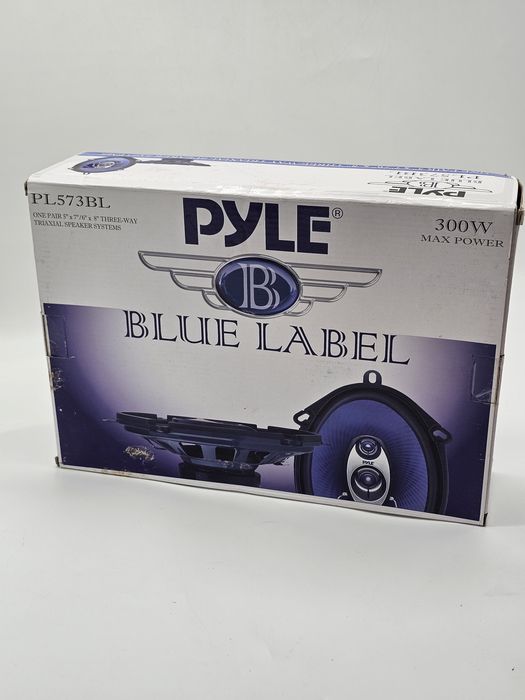 PL573BL
ONE PAIR 5" x 7"/6" x 8" THREE-WAY
TRIAXIAL SPEAKER SYSTEMS
PYLE®
300W
MAX POWER
B
BLUE LABEL
PYLE